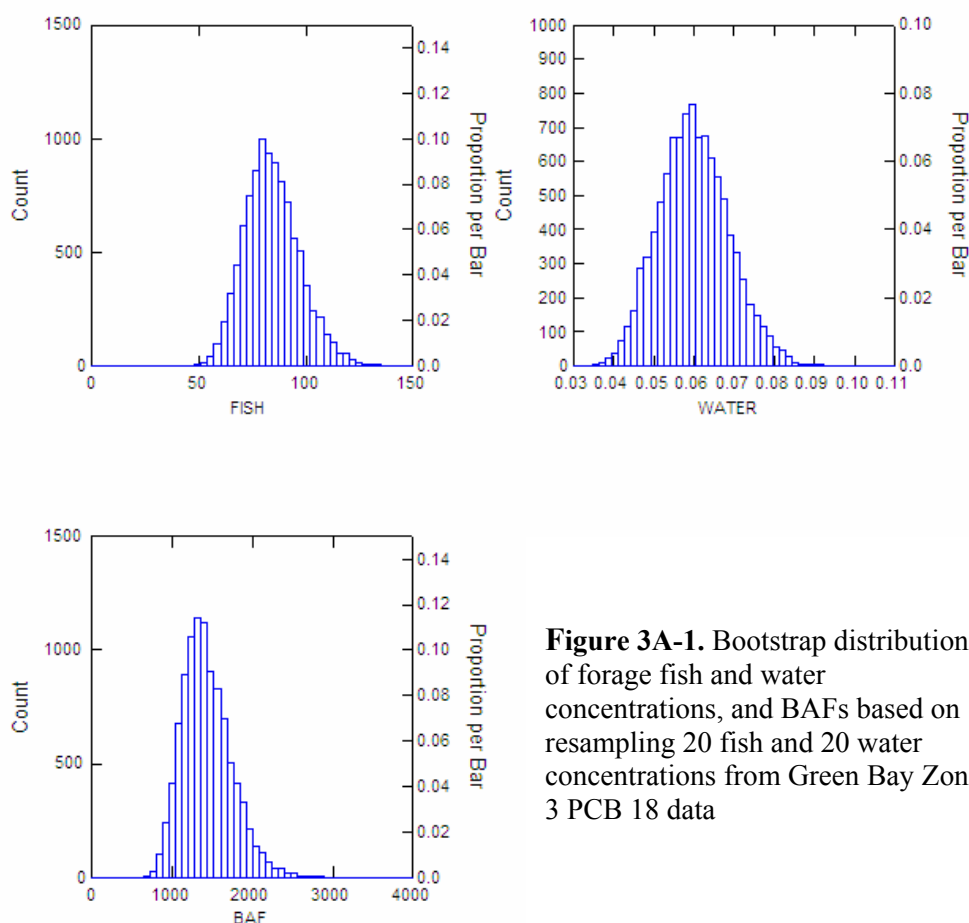 1500
1000
500
0
Count
0.14
0.12
0.10
0.08
0.06
0.04
0.02
0.0
Proportion per Bar
0 50 100 150
FISH
1000
900
800
700
600
500
400
300
200
100
0
Count
0.10
0.08
0.06
0.04
0.02
0.0
Proportion per Bar
0.03 0.04 0.05 0.06 0.07 0.08 0.09 0.10 0.11
WATER
1500
1000
500
0
Count
0.14
0.12
0.10
0.08
0.06
0.04
0.02
0.0
Proportion per Bar
0 1000 2000 3000 4000
BAF
Figure 3A-1. Bootstrap distribution
of forage fish and water
concentrations, and BAFs based on
resampling 20 fish and 20 water
concentrations from Green Bay Zon
3 PCB 18 data